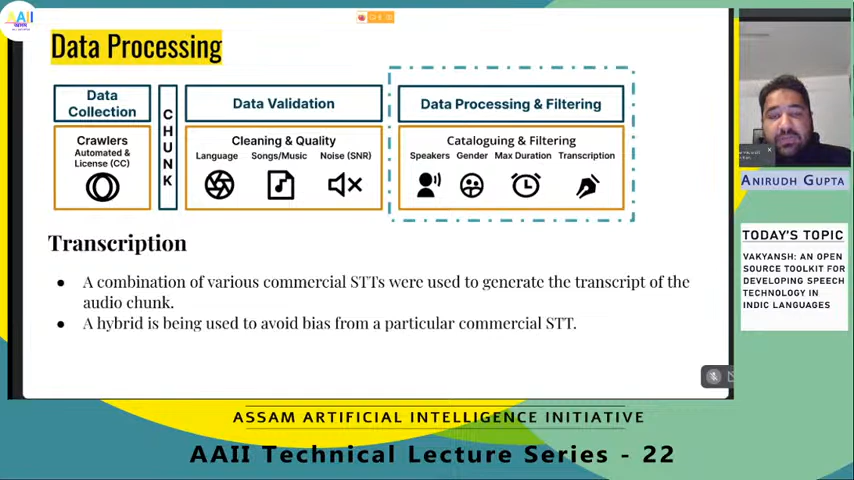 AAII
Data Processing
Data
Collection
CHUNK
Data Validation
Data Processing & Filtering
Crawlers
Automated &
License (CC)
Cleaning & Quality
Language Songs/Music Noise (SNR)
Cataloguing & Filtering
Speakers Gender Max Duration Transcription
Transcription
● A combination of various commercial STTs were used to generate the transcript of the
audio chunk.
● A hybrid is being used to avoid bias from a particular commercial STT.
ANIRUDH GUPTA
TODAY'S TOPIC
VAKYANSH: AN OPEN
SOURCE TOOLKIT FOR
DEVELOPING SPEECH
TECHNOLOGY IN
INDIC LANGUAGES
ASSAM ARTIFICIAL INTELLIGENCE INITIATIVE
AAII Technical Lecture Series - 22